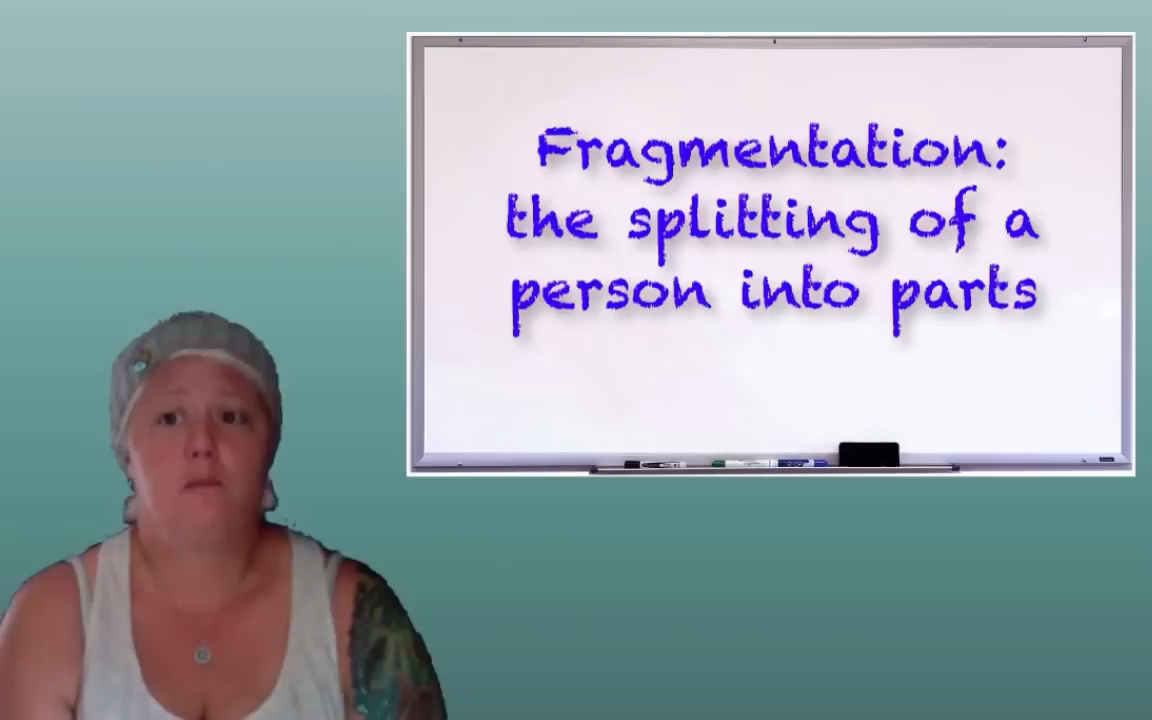 Fragmentation:
the splitting of a
person into parts